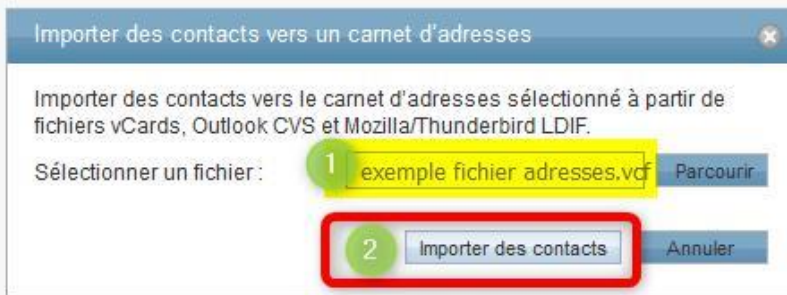 Importer des contacts vers un carnet d'adresses
Importer des contacts vers le carnet d'adresses sélectionné à partir de
fichiers vCards, Outlook CVS et Mozilla/Thunderbird LDIF.
Sélectionner un fichier : 1 exemple fichier adresses.vcf Parcourir
2 Importer des contacts Annuler